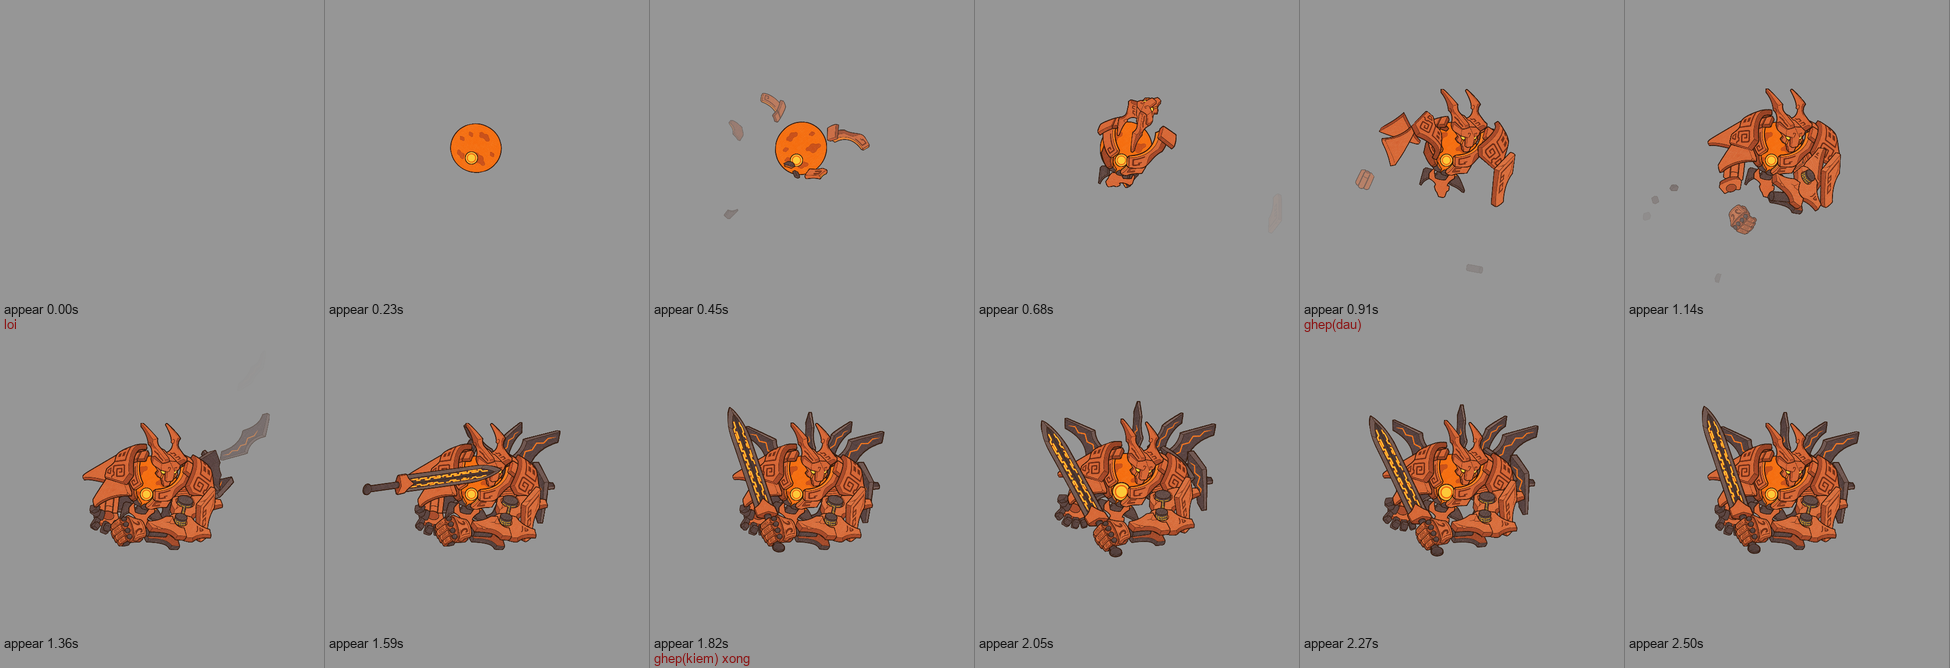 appear 0.00s
loi
appear 0.23s
appear 0.45s
appear 0.68s
appear 0.91s
ghep(dau)
appear 1.14s
appear 1.36s
appear 1.59s
appear 1.82s
ghep(kiem) xong
appear 2.05s
appear 2.27s
appear 2.50s